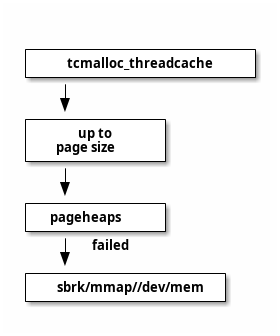 tcmalloc_threadcache
up to
page size
pageheaps
failed
sbrk/mmap//dev/mem